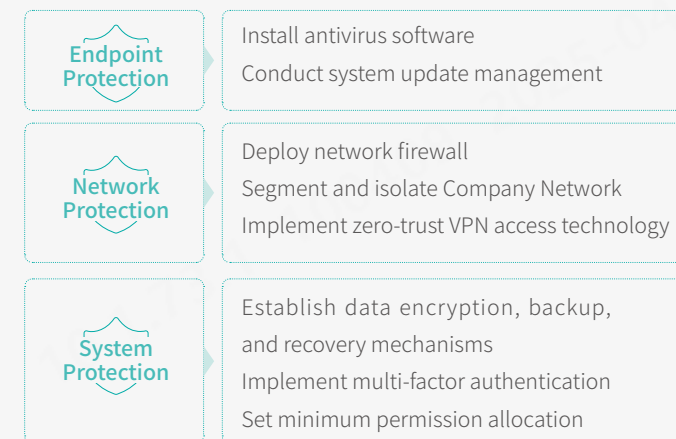 Endpoint
Protection
Install antivirus software
Conduct system update management
Network
Protection
Deploy network firewall
Segment and isolate Company Network
Implement zero-trust VPN access technology
System
Protection
Establish data encryption, backup,
and recovery mechanisms
Implement multi-factor authentication
Set minimum permission allocation